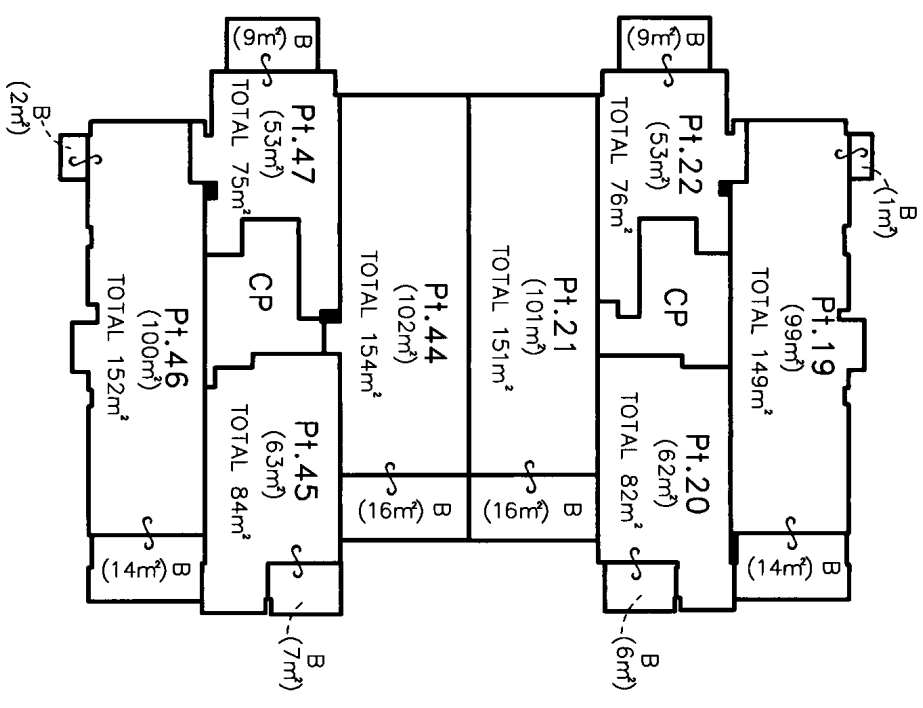 (9m²) B
(9m²) B
B
(2m²)
Pt.47
(53m²)
TOTAL 75m²
Pt.22
(53m²)
TOTAL 76m²
B
(1m²)
CP
CP
Pt.46
(100m²)
TOTAL 152m²
Pt.44
(102m²)
TOTAL 154m²
Pt.21
(101m²)
TOTAL 151m²
Pt.19
(99m²)
TOTAL 149m²
Pt.45
(63m²)
TOTAL 84m²
Pt.20
(62m²)
TOTAL 82m²
(14m²) B
(16m²) B
(16m²) B
(14m²) B
B
(7m²)
B
(6m²)